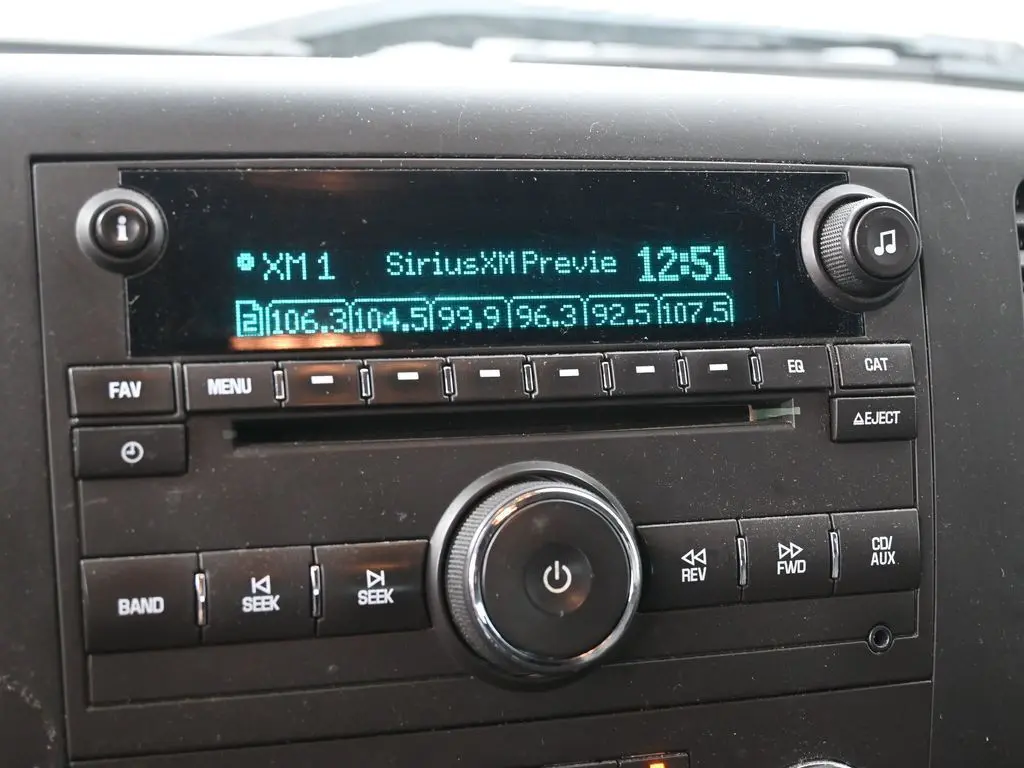 i
XM 1 SiriusXM Previe 12:51
2 106.3 104.5 99.9 96.3 92.5 107.5
FAV MENU EQ CAT
EJECT
BAND SEEK SEEK REV FWD CD/
AUX